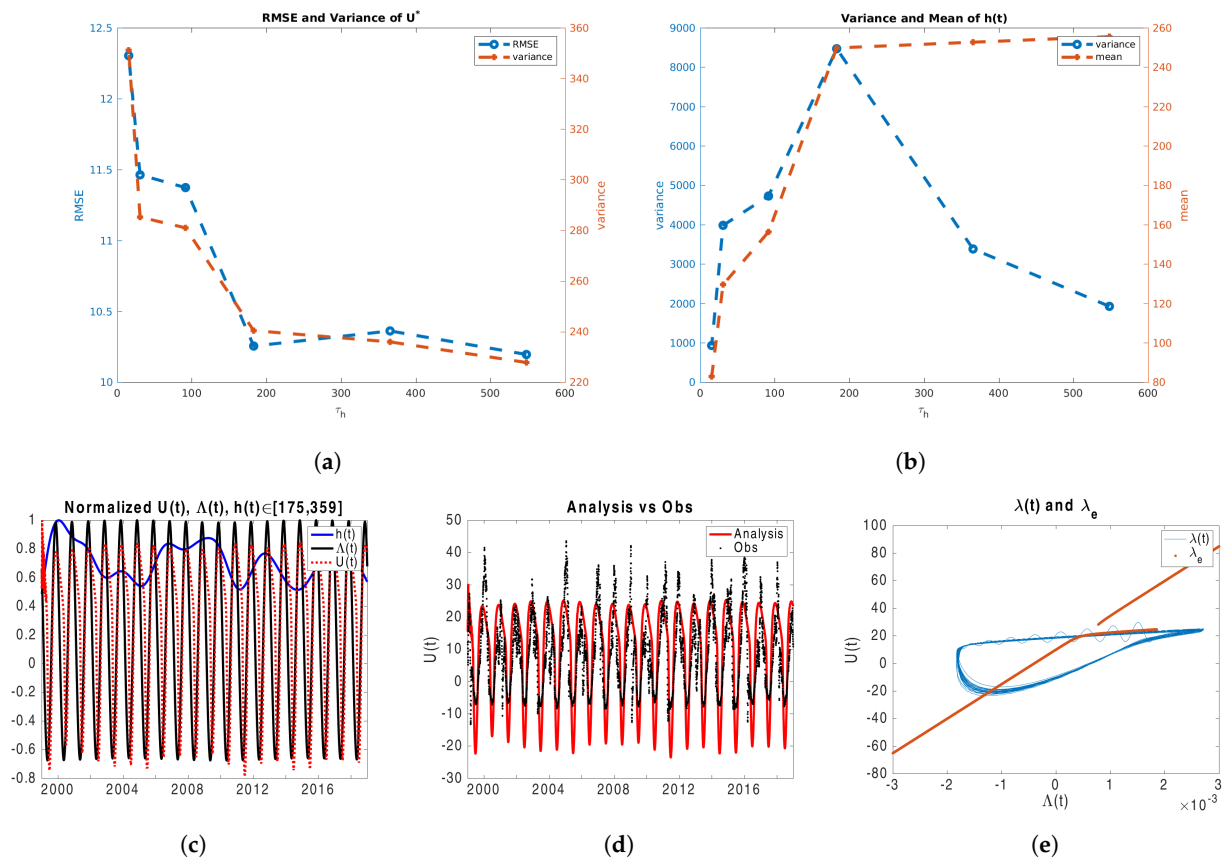 RMSE and Variance of U*
RMSE
variance
12.5
12
11.5
11
10.5
10
RMSE
360
340
320
300
280
260
240
220
variance
0 100 200 300 400 500 600
τh
(a)
Variance and Mean of h(t)
variance
mean
9000
8000
7000
6000
5000
4000
3000
2000
1000
0
variance
260
240
220
200
180
160
140
120
100
80
mean
0 100 200 300 400 500 600
τh
(b)
Normalized U(t), Λ(t), h(t)∈[175,359]
h(t)
Λ(t)
U(t)
1
0.8
0.6
0.4
0.2
0
-0.2
-0.4
-0.6
-0.8
2000 2004 2008 2012 2016
(c)
Analysis vs Obs
Analysis
Obs
50
40
30
20
10
0
-10
-20
-30
U(t)
2000 2004 2008 2012 2016
(d)
λ(t) and λe
λ(t)
λe
100
80
60
40
20
0
-20
-40
-60
-80
U(t)
-3 -2 -1 0 1 2 3
Λ(t)
×10-3
(e)